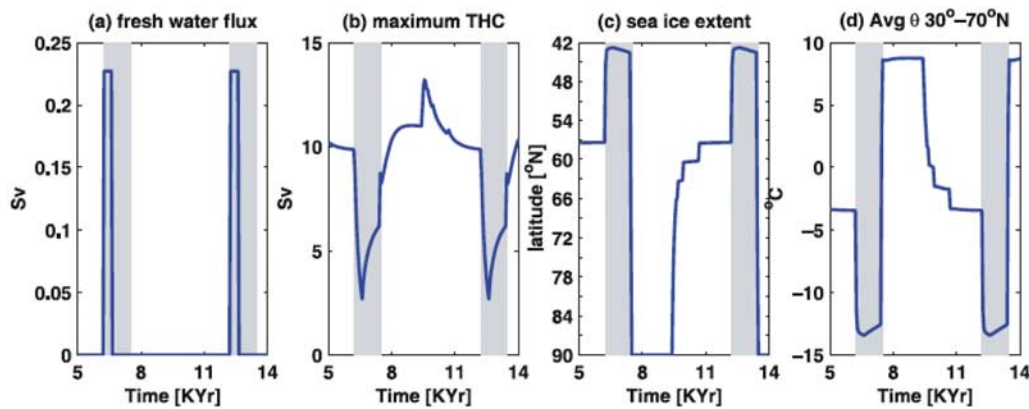 (a) fresh water flux
(b) maximum THC
(c) sea ice extent
(d) Avg θ 30°–70°N
0.25
0.2
0.15
0.1
0.05
0
Sv
5 8 11 14
Time [KYr]
15
10
5
0
Sv
5 8 11 14
Time [KYr]
42
48
54
60
66
72
78
84
90
latitude [°N]
5 8 11 14
Time [KYr]
10
5
0
−5
−10
−15
°C
5 8 11 14
Time [KYr]